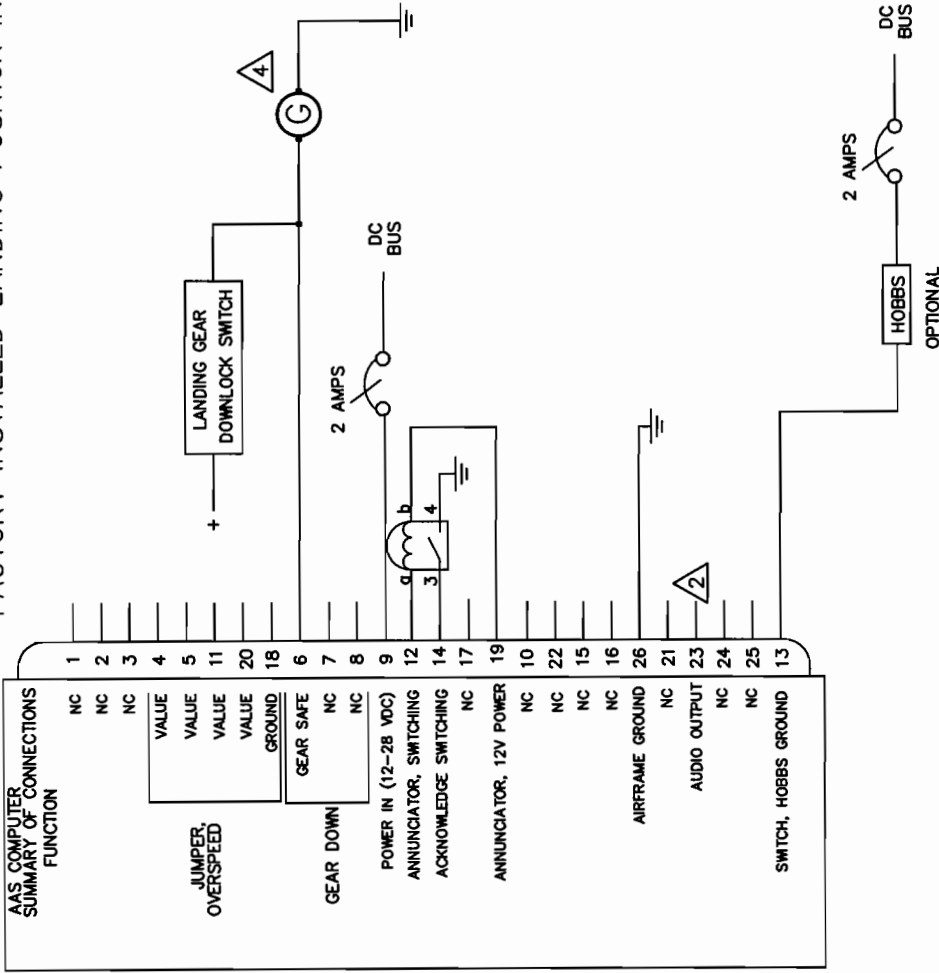 AAS COMPUTER
SUMMARY OF CONNECTIONS
FUNCTION
NC 1
NC 2
NC 3
JUMPER,
OVERSPEED
VALUE 4
VALUE 5
VALUE 11
VALUE 20
GROUND 18
GEAR DOWN
GEAR SAFE 6
NC 7
NC 8
POWER IN (12-28 VDC) 9
ANNUNCIATOR, SWITCHING 12
ACKNOWLEDGE SWITCHING 14
NC 17
ANNUNCIATOR, 12V POWER 19
NC 10
NC 22
NC 15
NC 16
AIRFRAME GROUND 26
NC 21
AUDIO OUTPUT 23
NC 24
NC 25
SWITCH, HOBBS GROUND 13
+
LANDING GEAR
DOWNLOCK SWITCH
G
4
2 AMPS
DC
BUS
a b
3 4
2
HOBBS
OPTIONAL
2 AMPS
DC
BUS